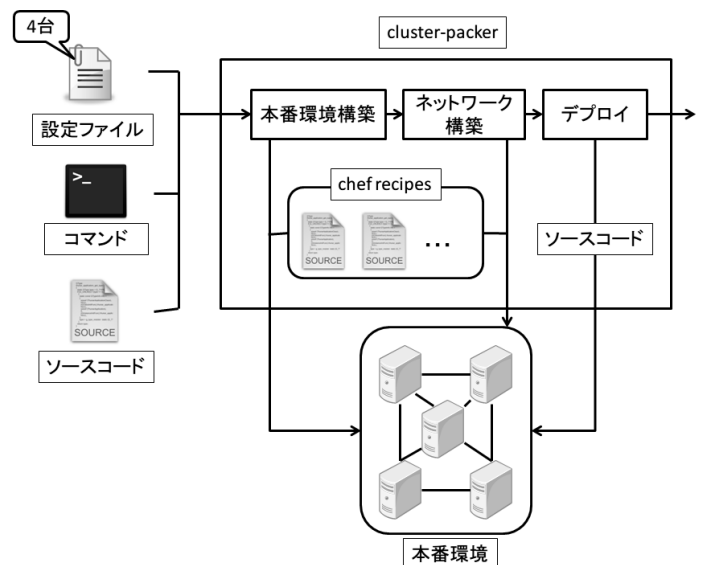 4台
cluster-packer
設定ファイル
本番環境構築
ネットワーク
構築
デプロイ
chef recipes
>_
コマンド
SOURCE
SOURCE
...
ソースコード
SOURCE
ソースコード
本番環境